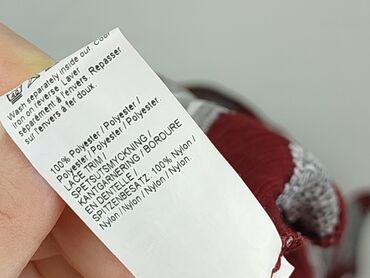 Wash separately inside out. Cool
iron on reverse. Laver
séparément à l'envers. Repasser
sur l'envers à fer doux.
100% Polyester / Polyester /
Polyester / Polyester / Polyester
LACE TRIM /
SPETSUTSMYCKNING /
KANTGARNERING / BORDURE
EN DENTELLE /
SPITZENBESATZ: 100% Nylon /
Nylon / Nylon / Nylon / Nylon